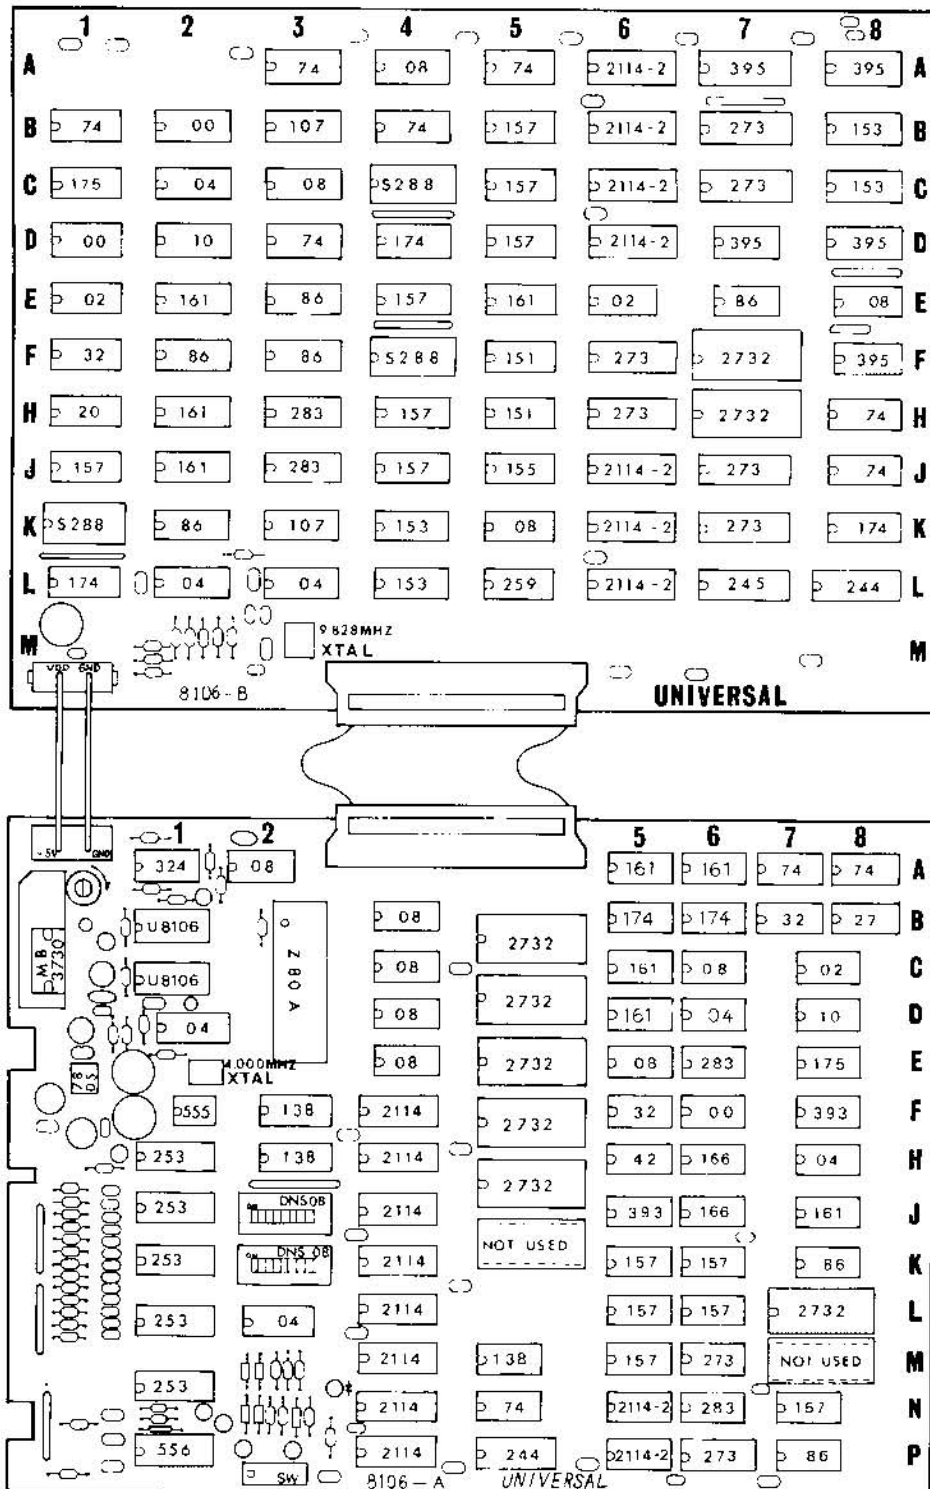 1 2 3 4 5 6 7 8
A 74 08 74 2114-2 395 395 A
B 74 00 107 74 157 2114-2 273 153 B
C 175 04 08 S288 157 2114-2 273 153 C
D 00 10 74 174 157 2114-2 395 395 D
E 02 161 86 157 161 02 86 08 E
F 32 86 86 S288 151 273 2732 395 F
H 20 161 283 157 151 273 2732 74 H
J 157 161 283 157 155 2114-2 273 74 J
K S288 86 107 153 08 2114-2 273 174 K
L 174 04 04 153 259 2114-2 245 244 L
M 9.828MHZ M
XTAL
VDD GND
8106-B UNIVERSAL
1 2 5 6 7 8
+5V GND
324 08 161 161 74 74 A
U8106 08 2732 174 174 32 27 B
MB 3730
U8106 Z80A 08 2732 161 08 02 C
04 08 161 04 10 D
78 05 4.000MHZ 08 2732 08 283 175 E
XTAL
555 138 2114 2732 32 00 393 F
253 138 2114 2732 42 166 04 H
253 ON DNS08 2114 393 166 161 J
253 ON DNS 08 2114 NOT USED 157 157 86 K
253 04 2114 157 157 2732 L
2114 138 157 273 NOT USED M
253 2114 74 2114-2 283 157 N
556 SW 2114 244 2114-2 273 86 P
8106-A UNIVERSAL